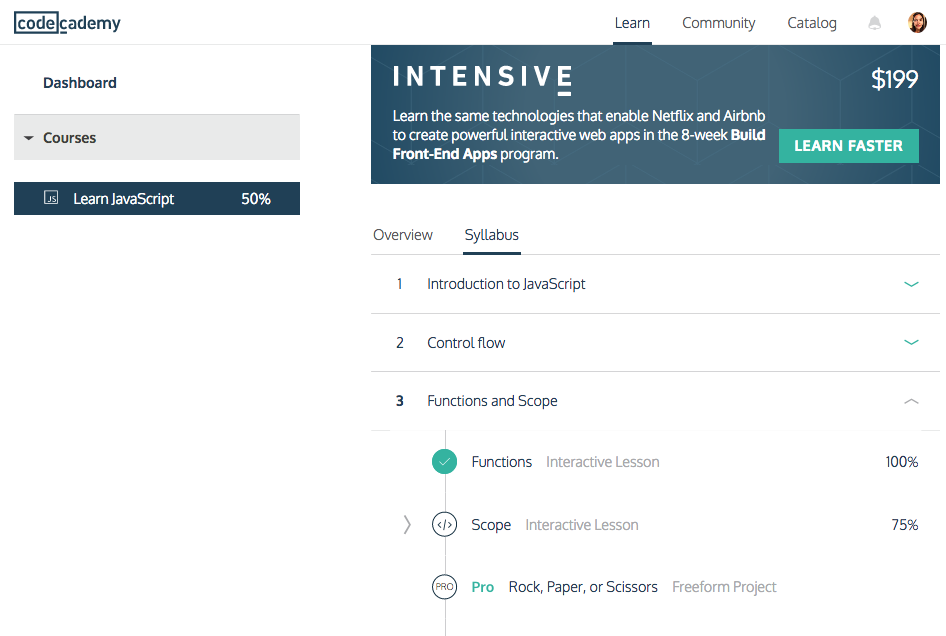 codecademy
Learn Community Catalog
Dashboard
Courses
JS Learn JavaScript 50%
INTENSIVE
$199
Learn the same technologies that enable Netflix and Airbnb
to create powerful interactive web apps in the 8-week Build
Front-End Apps program.
LEARN FASTER
Overview Syllabus
1 Introduction to JavaScript
2 Control flow
3 Functions and Scope
Functions Interactive Lesson 100%
</> Scope Interactive Lesson 75%
PRO Pro Rock, Paper, or Scissors Freeform Project